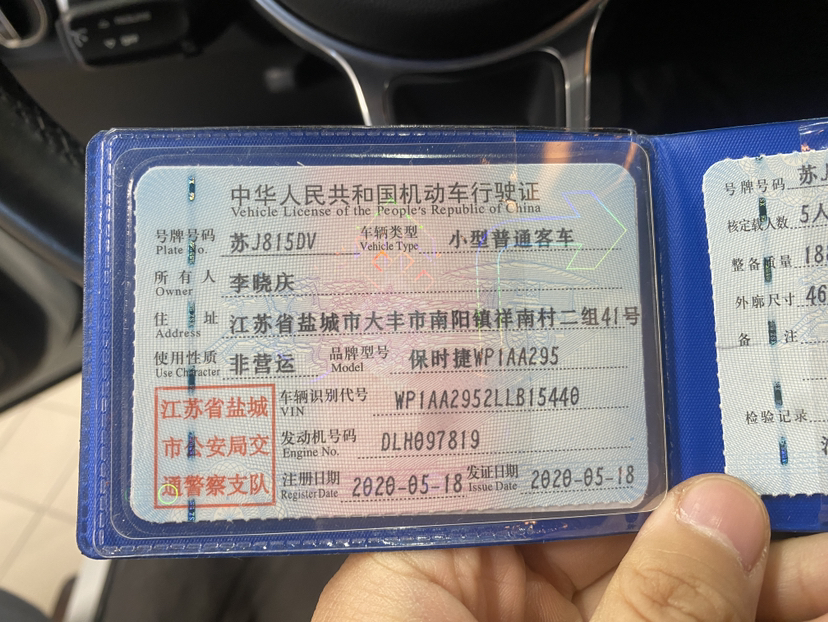 中华人民共和国机动车行驶证
Vehicle License of the People's Republic of China
号牌号码 苏J815DV 车辆类型 小型普通客车
Plate No. Vehicle Type
所有人 李晓庆
Owner
住址 江苏省盐城市大丰市南阳镇祥南村二组41号
Address
使用性质 非营运 品牌型号 保时捷WP1AA295
Use Character Model
江苏省盐城
市公安局交
通警察支队
车辆识别代号 WP1AA2952LLB15440
VIN
发动机号码 DLH097819
Engine No.
注册日期 2020-05-18 发证日期 2020-05-18
Register Date Issue Date
号牌号码 苏J
核定载人数 5人
整备质量 18
外廓尺寸 46
备注
检验记录